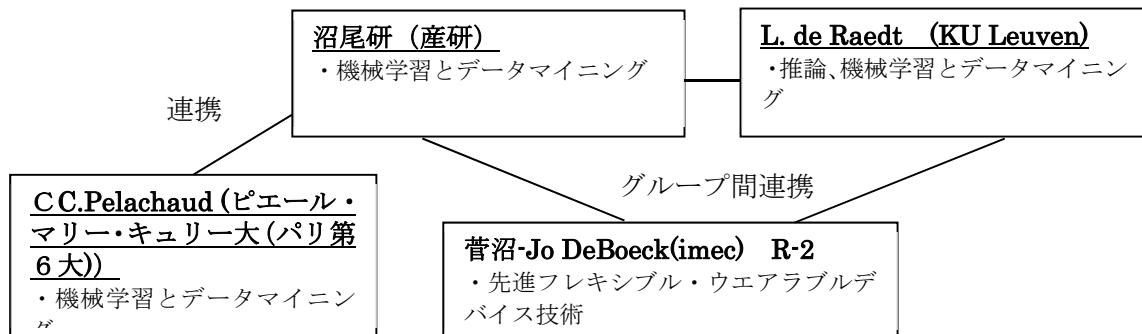 沼尾研（産研）
・機械学習とデータマイニング
L. de Raedt　(KU Leuven)
・推論、機械学習とデータマイニン
グ
連携
グループ間連携
ＣC.Pelachaud (ピエール・
マリー・キュリー大 (パリ第
６大))
・機械学習とデータマイニン
グ
菅沼-Jo DeBoeck(imec)　R-2
・先進フレキシブル・ウエアラブルデ
バイス技術